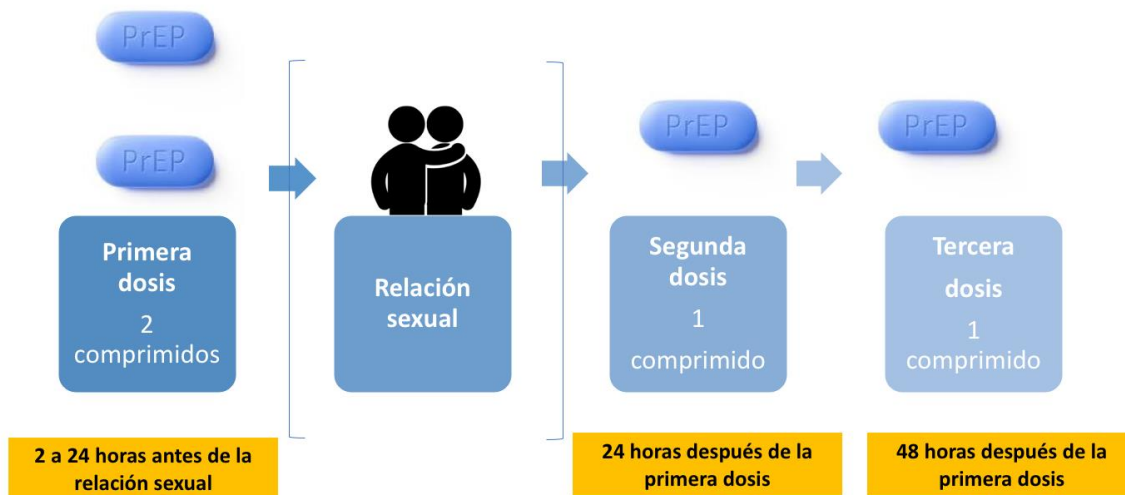 PrEP
PrEP
Primera
dosis
2
comprimidos
2 a 24 horas antes de la
relación sexual
Relación
sexual
PrEP
Segunda
dosis
1
comprimido
24 horas después de la
primera dosis
PrEP
Tercera
dosis
1
comprimido
48 horas después de la
primera dosis